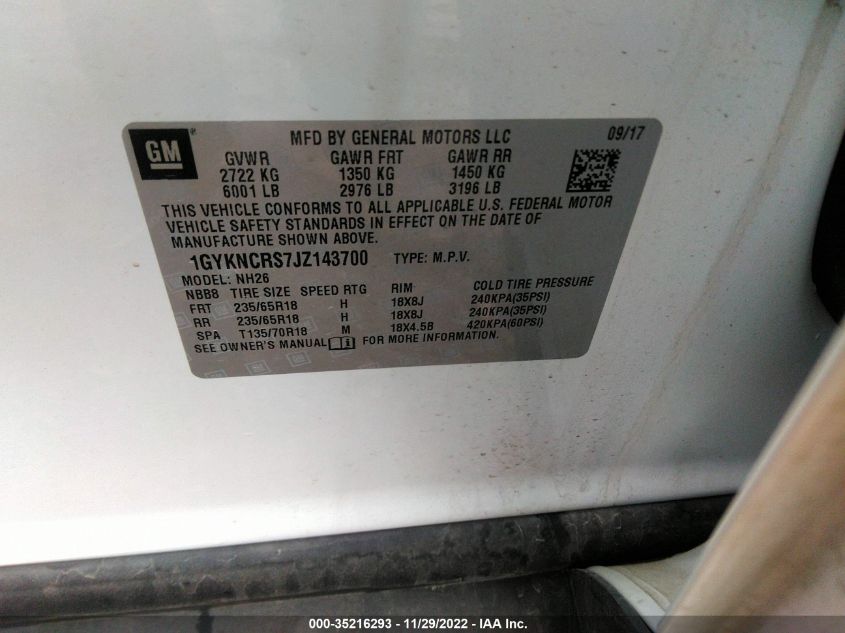 GM
MFD BY GENERAL MOTORS LLC 09/17
GVWR GAWR FRT GAWR RR
2722 KG 1350 KG 1450 KG
6001 LB 2976 LB 3196 LB
THIS VEHICLE CONFORMS TO ALL APPLICABLE U.S. FEDERAL MOTOR
VEHICLE SAFETY STANDARDS IN EFFECT ON THE DATE OF
MANUFACTURE SHOWN ABOVE.
1GYKNCRS7JZ143700 TYPE: M.P.V.
MODEL: NH26
NBB8 TIRE SIZE SPEED RTG RIM COLD TIRE PRESSURE
FRT 235/65R18 H 18X8J 240KPA(35PSI)
RR 235/65R18 H 18X8J 240KPA(35PSI)
SPA T135/70R18 M 18X4.5B 420KPA(60PSI)
SEE OWNER'S MANUAL FOR MORE INFORMATION.
000-35216293 - 11/29/2022 - IAA Inc.